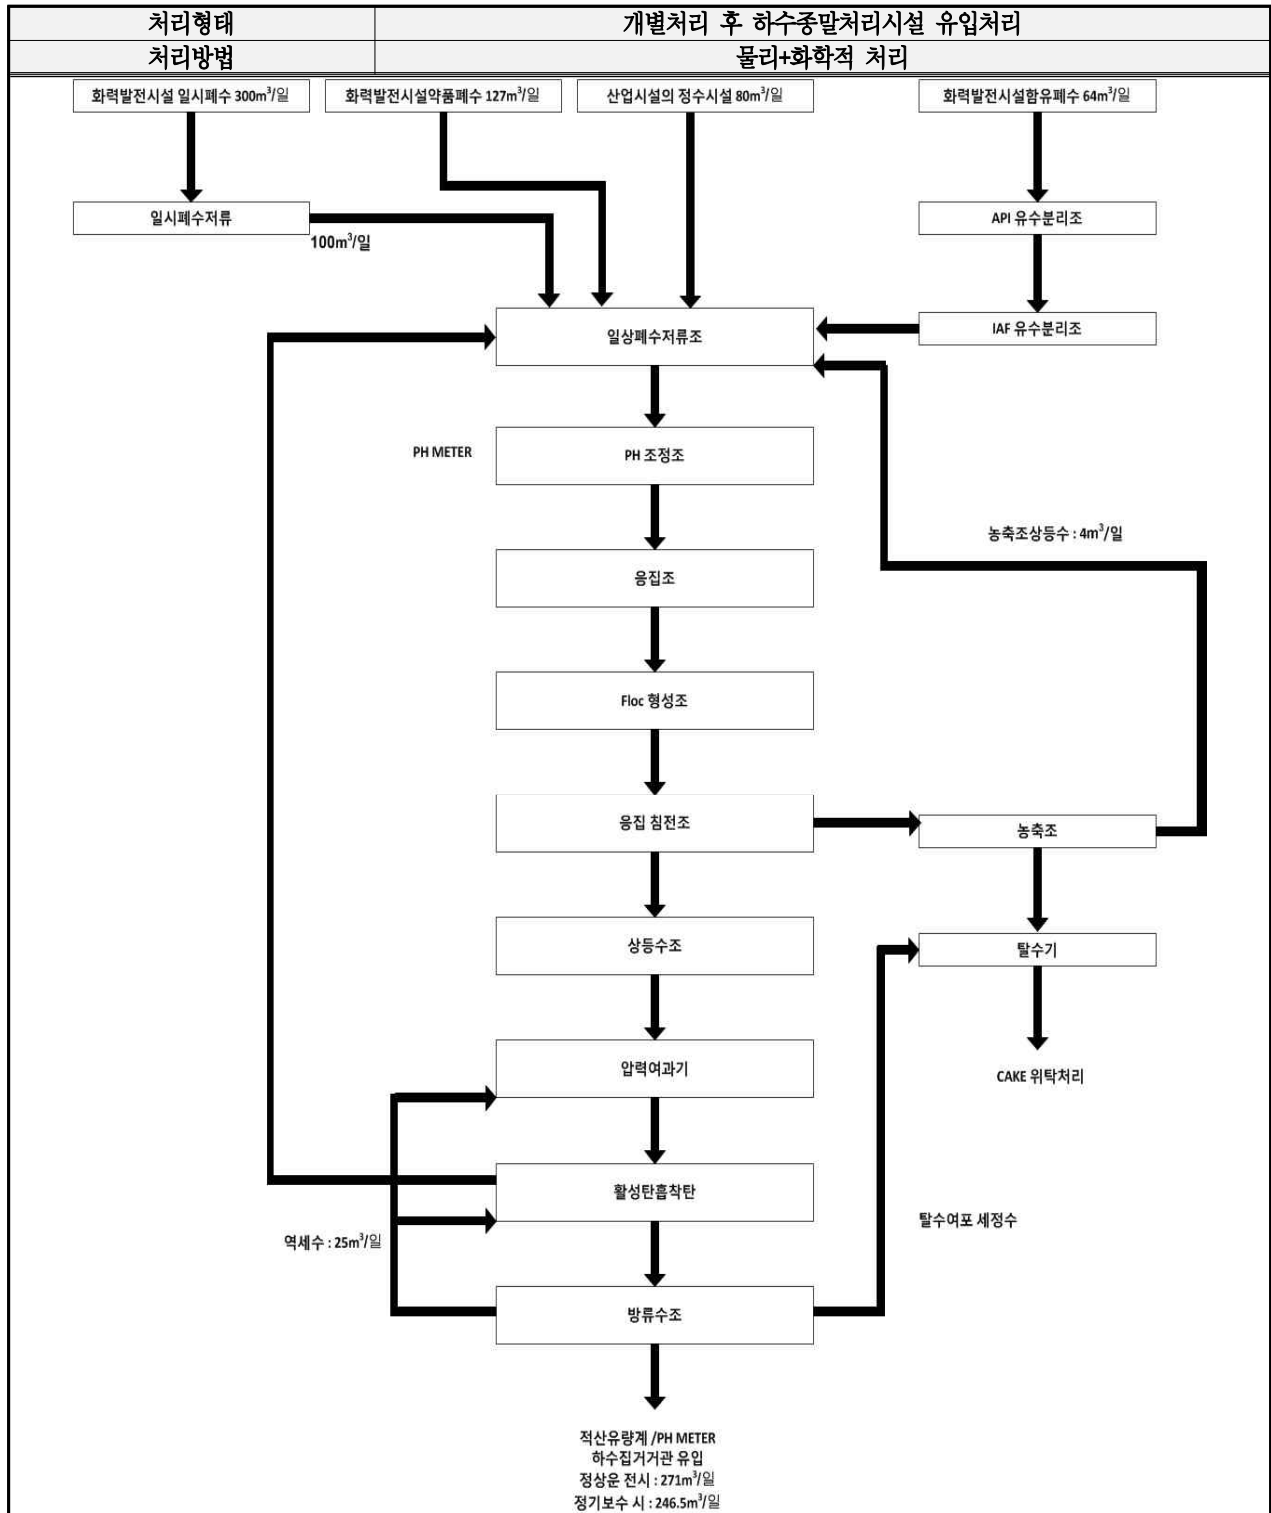 처리형태 개별처리 후 하수종말처리시설 유입처리
처리방법 물리+화학적 처리
화력발전시설 일시폐수 300m³/일 화력발전시설약품폐수 127m³/일 산업시설의 정수시설 80m³/일 화력발전시설함유폐수 64m³/일
일시폐수저류 API 유수분리조
100m³/일
일상폐수저류조 IAF 유수분리조
PH METER PH 조정조
농축조상등수 : 4m³/일
응집조
Floc 형성조
응집 침전조 농축조
상등수조 탈수기
압력여과기
CAKE 위탁처리
활성탄흡착탄
탈수여포 세정수
역세수 : 25m³/일
방류수조
적산유량계 /PH METER
하수집거거관 유입
정상운 전시 : 271m³/일
정기보수 시 : 246.5m³/일